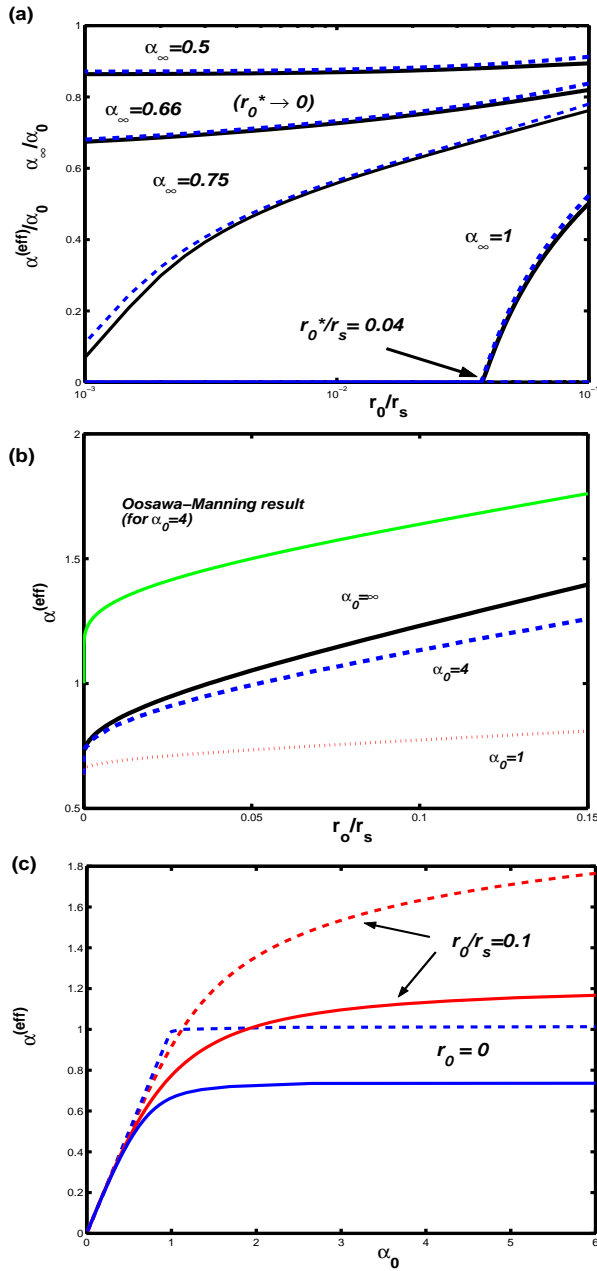 (a)
1
α∞=0.5
0.8
α∞=0.66
(r0* → 0)
α(eff)/α0 α∞/α0
0.6
α∞=0.75
0.4
α∞=1
0.2
r0*/rs= 0.04
0
10−3
10−2
10−1
r0/rs
(b)
2
Oosawa−Manning result
(for α0=4)
1.5
α(eff)
α0=∞
1
α0=4
α0=1
0.5
0
0.05
0.1
0.15
ro/rs
(c)
1.8
1.6
1.4
r0/rs=0.1
1.2
α(eff)
1
r0 = 0
0.8
0.6
0.4
0.2
0
0
1
2
3
4
5
6
α0